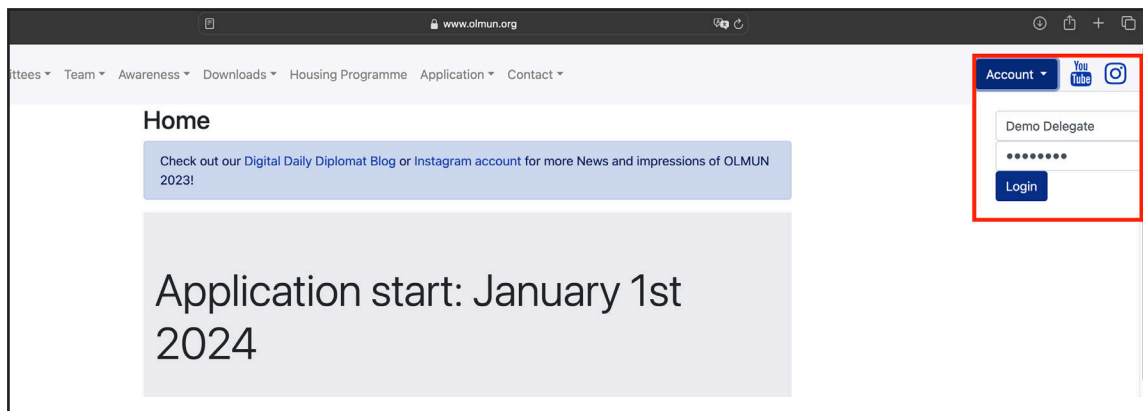 www.olmun.org
ittees Team Awareness Downloads Housing Programme Application Contact
Account
You
Tube
Home
Check out our Digital Daily Diplomat Blog or Instagram account for more News and impressions of OLMUN
2023!
Demo Delegate
Login
Application start: January 1st
2024